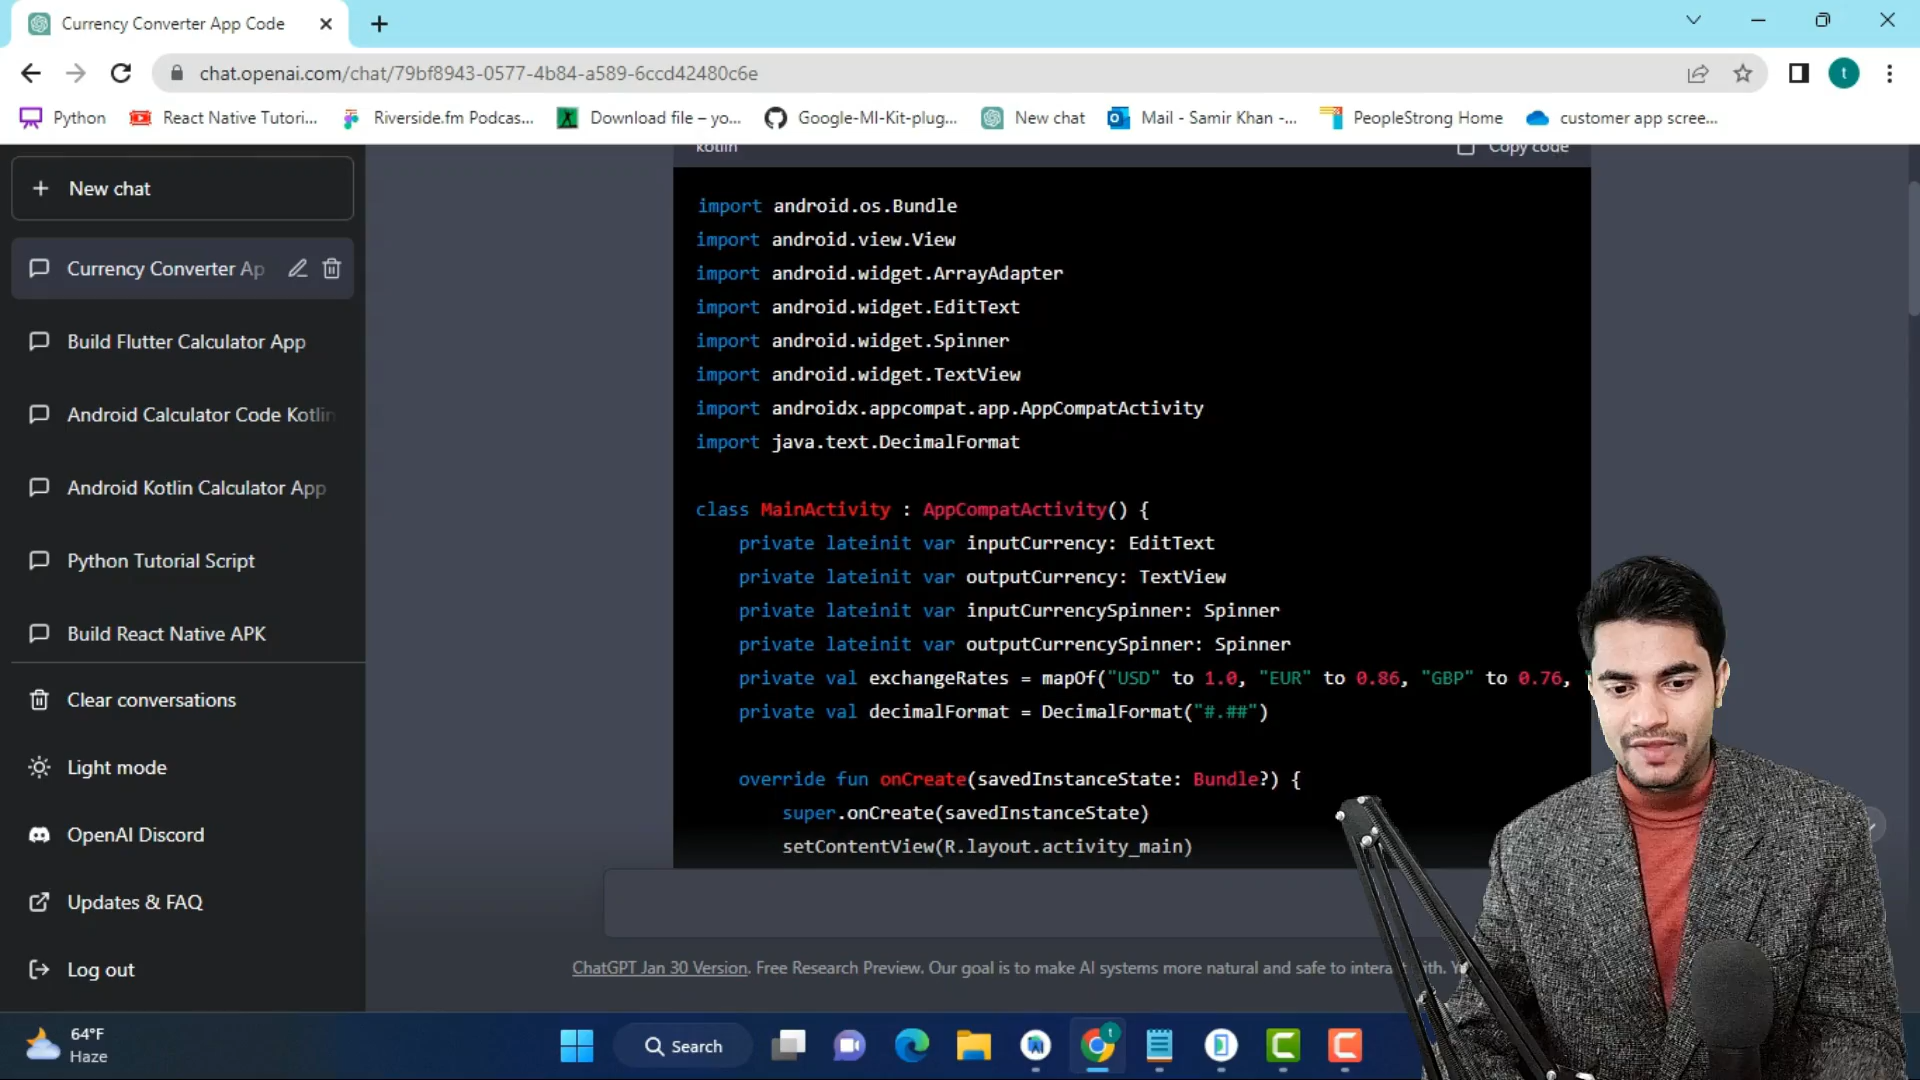 Currency Converter App Code
chat.openai.com/chat/79bf8943-0577-4b84-a589-6ccd42480c6e
t
Python
React Native Tutori...
Riverside.fm Podcas...
Download file – yo...
Google-Ml-Kit-plug...
New chat
Mail - Samir Khan -...
PeopleStrong Home
customer app scree...
New chat
Currency Converter Ap
Build Flutter Calculator App
Android Calculator Code Kotlin
Android Kotlin Calculator App
Python Tutorial Script
Build React Native APK
Clear conversations
Light mode
OpenAI Discord
Updates & FAQ
Log out
kotlin
Copy code
import android.os.Bundle
import android.view.View
import android.widget.ArrayAdapter
import android.widget.EditText
import android.widget.Spinner
import android.widget.TextView
import androidx.appcompat.app.AppCompatActivity
import java.text.DecimalFormat
class MainActivity : AppCompatActivity() {
private lateinit var inputCurrency: EditText
private lateinit var outputCurrency: TextView
private lateinit var inputCurrencySpinner: Spinner
private lateinit var outputCurrencySpinner: Spinner
private val exchangeRates = mapOf("USD" to 1.0, "EUR" to 0.86, "GBP" to 0.76,
private val decimalFormat = DecimalFormat("#.##")
override fun onCreate(savedInstanceState: Bundle?) {
super.onCreate(savedInstanceState)
setContentView(R.layout.activity_main)
ChatGPT Jan 30 Version. Free Research Preview. Our goal is to make AI systems more natural and safe to intera
64°F
Haze
Search
t